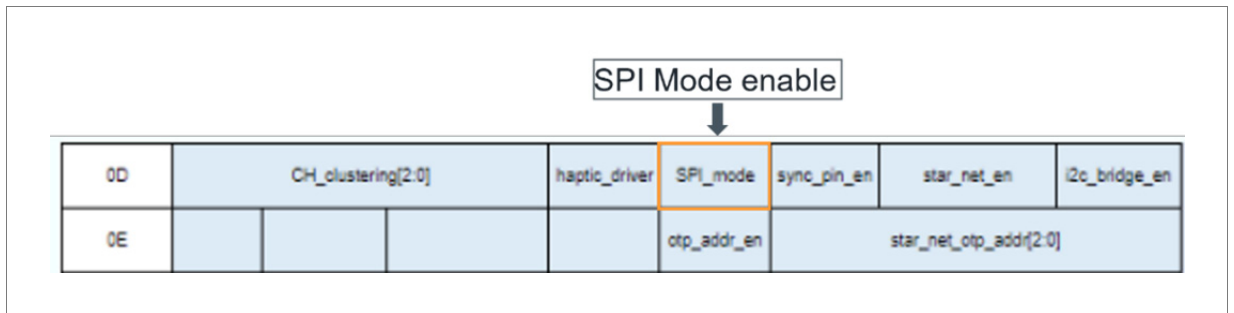 SPI Mode enable
0D CH_clustering[2:0] haptic_driver SPI_mode sync_pin_en star_net_en i2c_bridge_en
0E otp_addr_en star_net_otp_addr[2:0]